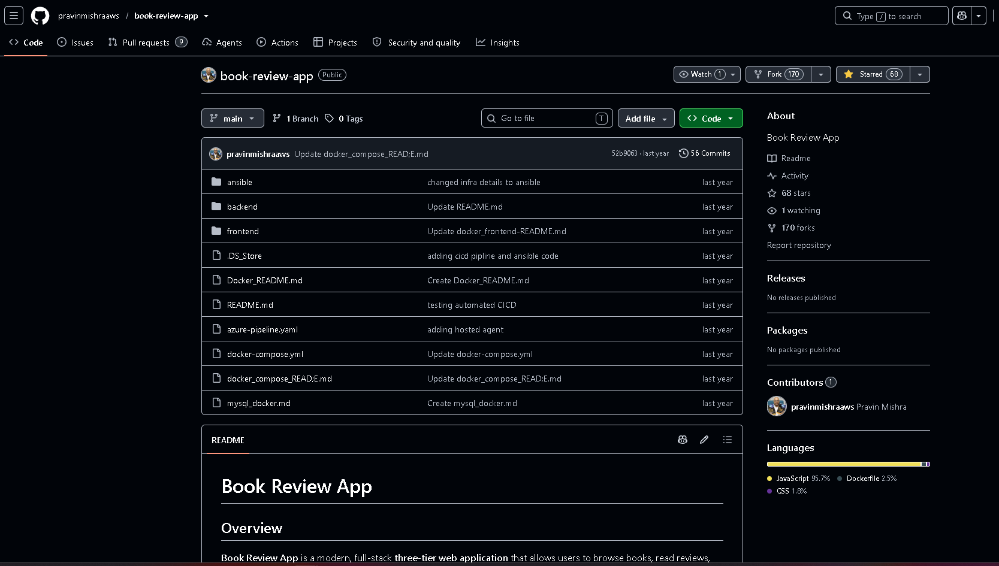 pravinmishraaws / book-review-app
Type / to search
Code Issues Pull requests 9 Agents Actions Projects Security and quality Insights
book-review-app Public
Watch 1 Fork 170 Starred 68
main 1 Branch 0 Tags Go to file T Add file Code
pravinmishraaws Update docker_compose_READ;E.md 52b9063 · last year 56 Commits
ansible changed infra details to ansible last year
backend Update README.md last year
frontend Update docker_frontend-README.md last year
.DS_Store adding cicd pipline and ansible code last year
Docker_README.md Create Docker_README.md last year
README.md testing automated CICD last year
azure-pipeline.yaml adding hosted agent last year
docker-compose.yml Update docker-compose.yml last year
docker_compose_READ;E.md Update docker_compose_READ;E.md last year
mysql_docker.md Create mysql_docker.md last year
README
Book Review App
Overview
Book Review App is a modern, full-stack three-tier web application that allows users to browse books, read reviews,
About
Book Review App
Readme
Activity
68 stars
1 watching
170 forks
Report repository
Releases
No releases published
Packages
No packages published
Contributors 1
pravinmishraaws Pravin Mishra
Languages
JavaScript 95.7% Dockerfile 2.5%
CSS 1.8%